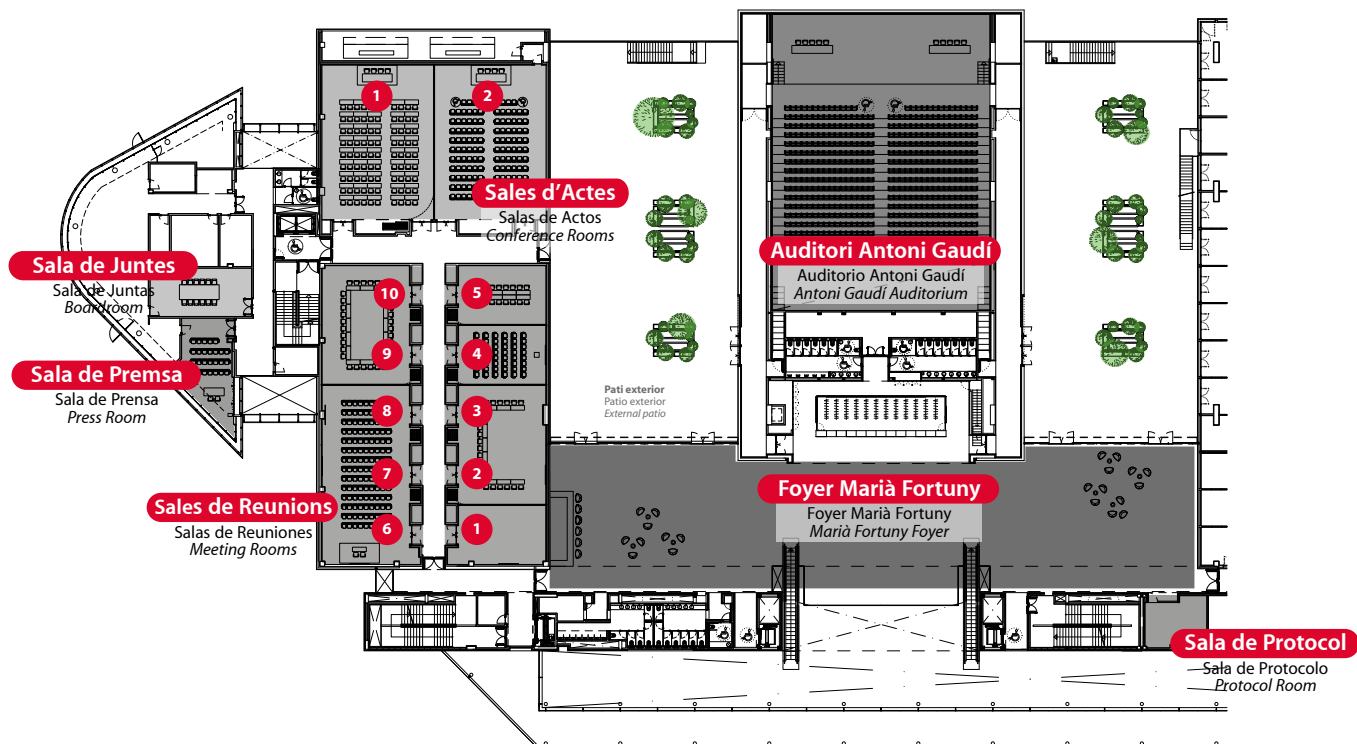 1
2
Sales d’Actes
Salas de Actos
Conference Rooms
Auditori Antoni Gaudí
Auditorio Antoni Gaudí
Antoni Gaudí Auditorium
Sala de Juntes
Sala de Juntas
Boardroom
10
5
9
4
Sala de Premsa
Sala de Prensa
Press Room
Pati exterior
Patio exterior
External patio
8
3
7
2
Foyer Marià Fortuny
Foyer Marià Fortuny
Marià Fortuny Foyer
Sales de Reunions
Salas de Reuniones
Meeting Rooms
6
1
Sala de Protocol
Sala de Protocolo
Protocol Room